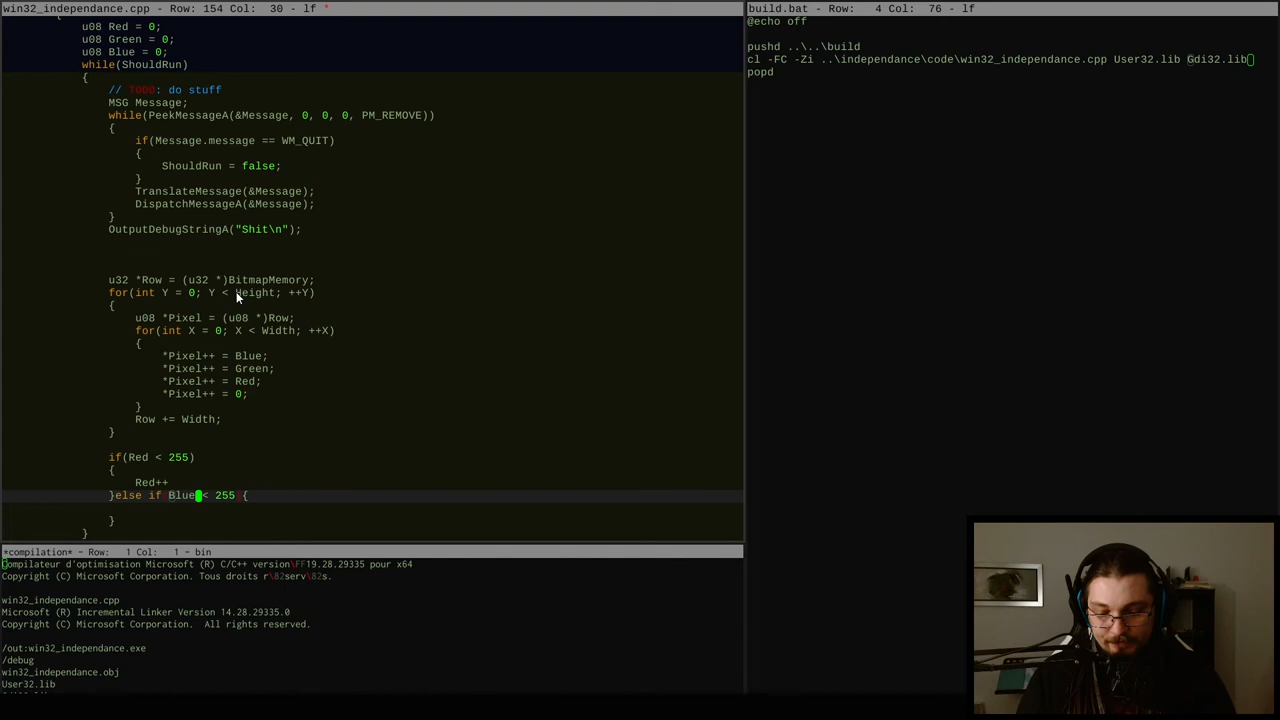 win32_independance.cpp - Row: 154 Col: 30 - lf *
u08 Red = 0;
u08 Green = 0;
u08 Blue = 0;
while(ShouldRun)
{
// TODO: do stuff
MSG Message;
while(PeekMessageA(&Message, 0, 0, 0, PM_REMOVE))
{
if(Message.message == WM_QUIT)
{
ShouldRun = false;
}
TranslateMessage(&Message);
DispatchMessageA(&Message);
}
OutputDebugStringA("Shit\n");
u32 *Row = (u32 *)BitmapMemory;
for(int Y = 0; Y < Height; ++Y)
{
u08 *Pixel = (u08 *)Row;
for(int X = 0; X < Width; ++X)
{
*Pixel++ = Blue;
*Pixel++ = Green;
*Pixel++ = Red;
*Pixel++ = 0;
}
Row += Width;
}
if(Red < 255)
{
Red++
}else if Blue < 255 {
}
}
*compilation* - Row: 1 Col: 1 - bin
Compilateur d'optimisation Microsoft (R) C/C++ version\FF19.28.29335 pour x64
Copyright (C) Microsoft Corporation. Tous droits r\82serv\82s.
win32_independance.cpp
Microsoft (R) Incremental Linker Version 14.28.29335.0
Copyright (C) Microsoft Corporation.  All rights reserved.
/out:win32_independance.exe
/debug
win32_independance.obj
User32.lib
build.bat - Row: 4 Col: 76 - lf
@echo off
pushd ..\..\build
cl -FC -Zi ..\independance\code\win32_independance.cpp User32.lib Gdi32.lib
popd